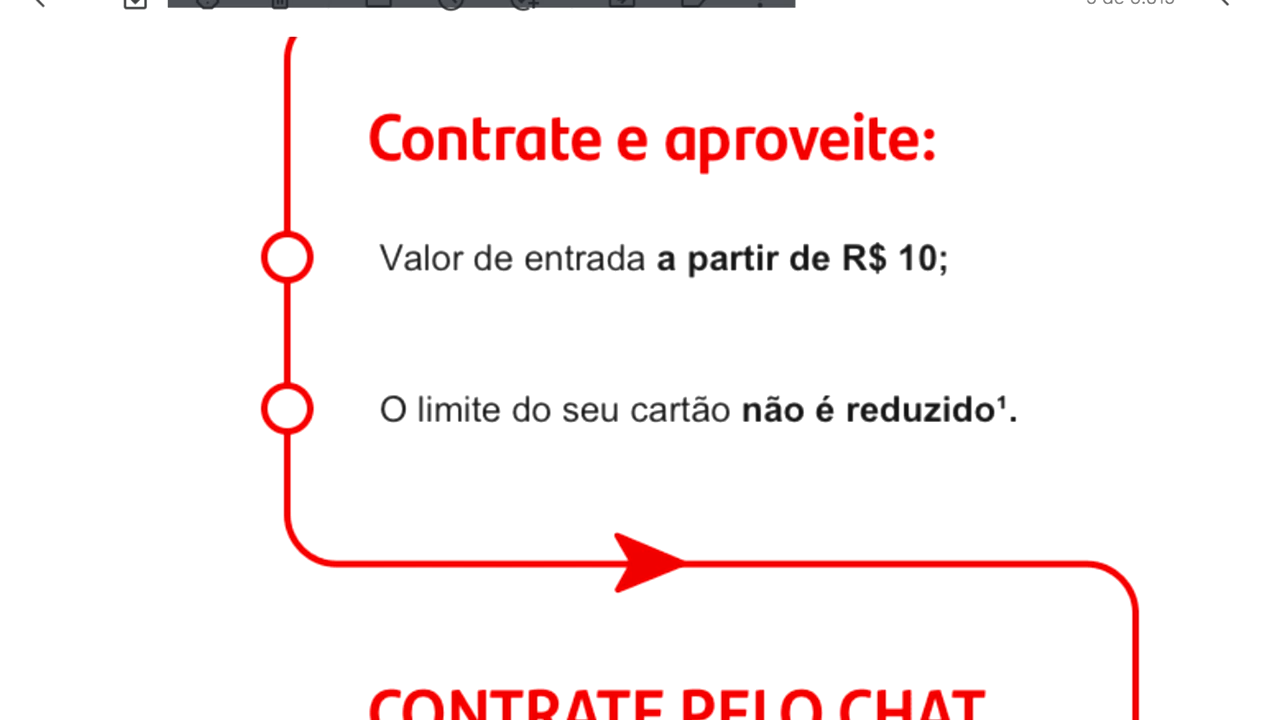 Contrate e aproveite:
Valor de entrada a partir de R$ 10;
O limite do seu cartão não é reduzido¹.
CONTRATE PELO CHAT